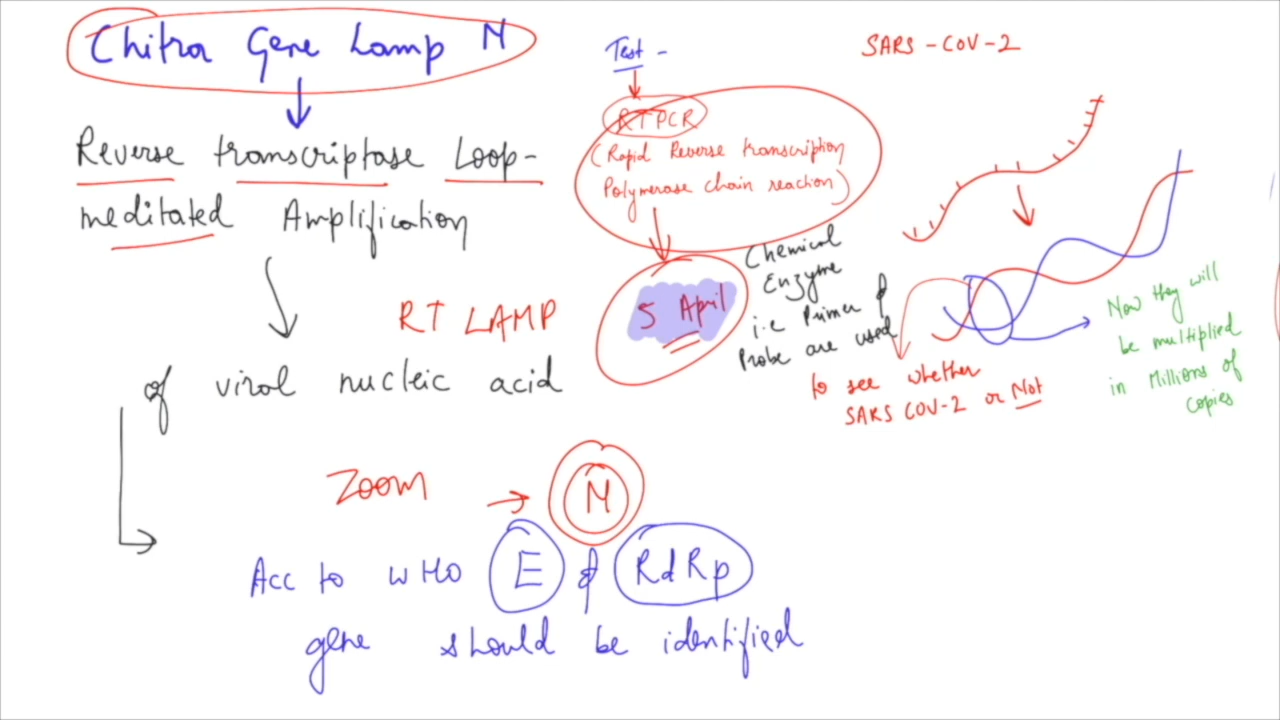 Chitra Gene Lamp N
Reverse transcriptase Loop-
meditated Amplification
RT LAMP
of viral nucleic acid
Zoom → N
Acc to WHO E & RdRp
gene should be identified
Test -
RTPCR
(Rapid Reverse transcription
Polymerase chain reaction)
5 April
Chemical
Enzyme
i.e Primer &
Probe are used
SARS-COV-2
to see whether
SARS COV-2 or Not
Now they will
be multiplied
in Millions of
Copies